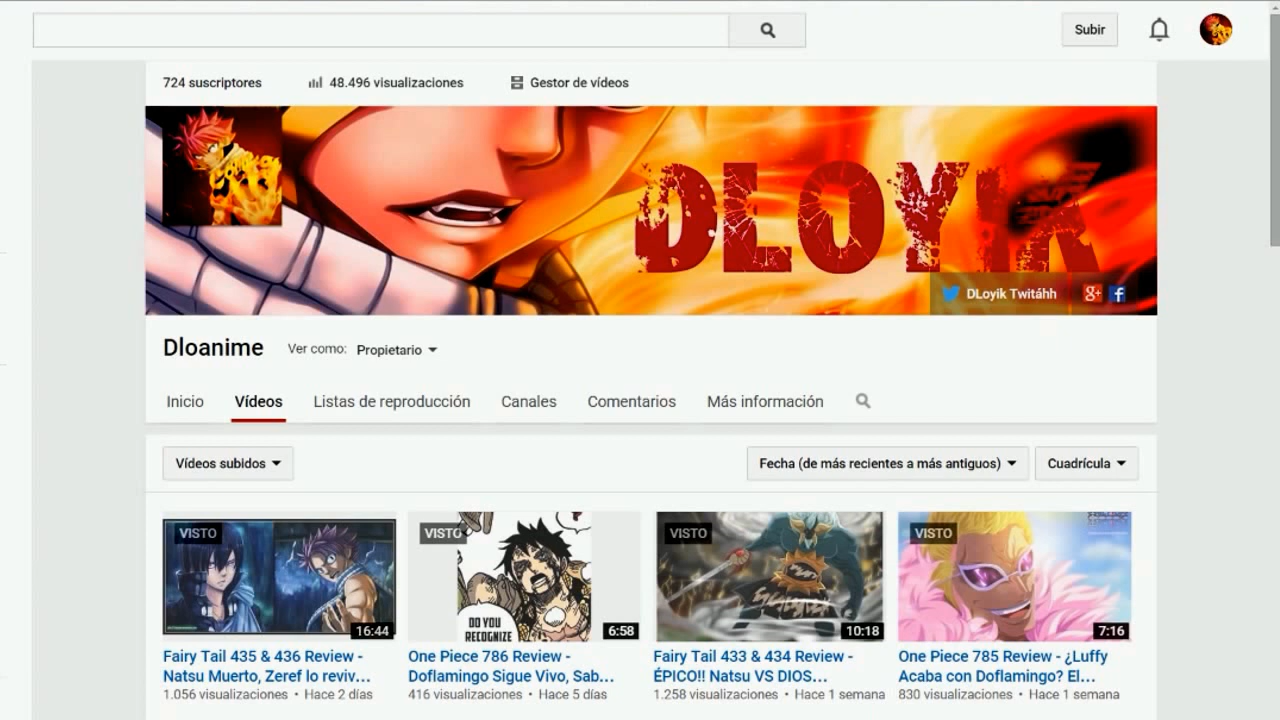 Subir
724 suscriptores 48.496 visualizaciones Gestor de vídeos
DLOYIK
DLoyik Twitáhh
Dloanime Ver como: Propietario
Inicio Vídeos Listas de reproducción Canales Comentarios Más información
Vídeos subidos Fecha (de más recientes a más antiguos) Cuadrícula
VISTO VISTO VISTO VISTO
DO YOU
RECOGNIZE
16:44 6:58 10:18 7:16
Fairy Tail 435 & 436 Review - One Piece 786 Review - Fairy Tail 433 & 434 Review - One Piece 785 Review - ¿Luffy
Natsu Muerto, Zeref lo reviv... Doflamingo Sigue Vivo, Sab... ÉPICO!! Natsu VS DIOS... Acaba con Doflamingo? El...
1.056 visualizaciones • Hace 2 días 416 visualizaciones • Hace 5 días 1.258 visualizaciones • Hace 1 semana 830 visualizaciones • Hace 1 semana